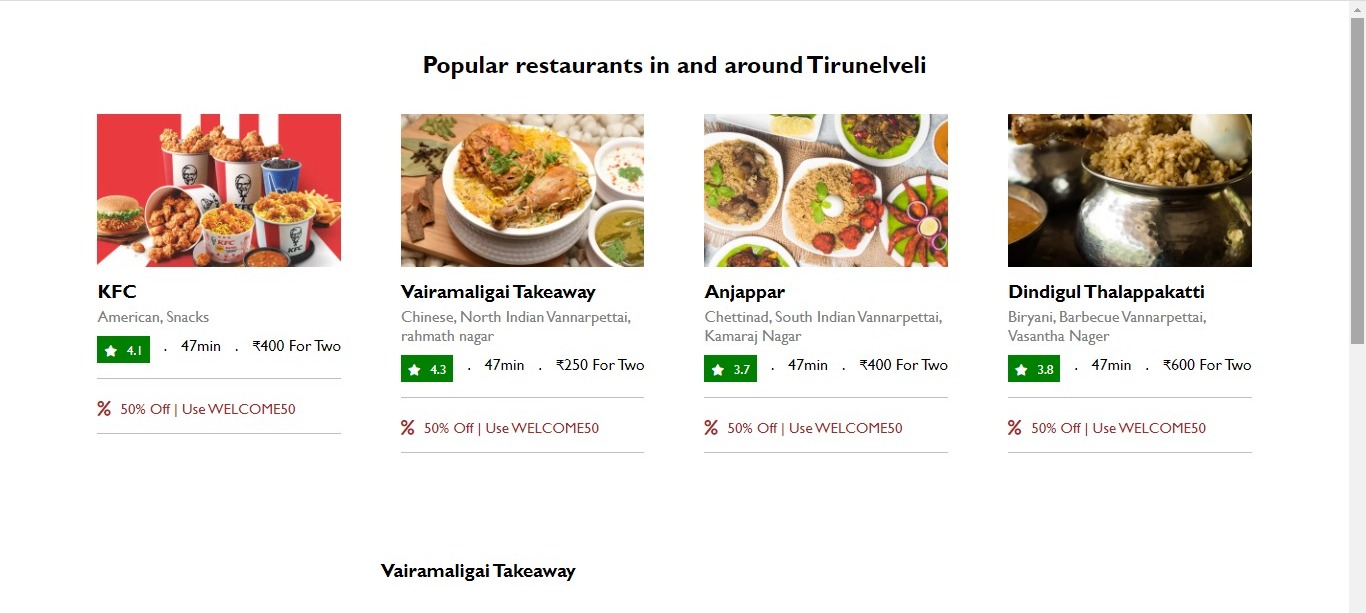 Popular restaurants in and around Tirunelveli
KFC
American, Snacks
4.1 . 47min . ₹400 For Two
50% Off | Use WELCOME50
Vairamaligai Takeaway
Chinese, North Indian Vannarpettai,
rahmath nagar
4.3 . 47min . ₹250 For Two
50% Off | Use WELCOME50
Anjappar
Chettinad, South Indian Vannarpettai,
Kamaraj Nagar
3.7 . 47min . ₹400 For Two
50% Off | Use WELCOME50
Dindigul Thalappakatti
Biryani, Barbecue Vannarpettai,
Vasantha Nager
3.8 . 47min . ₹600 For Two
50% Off | Use WELCOME50
Vairamaligai Takeaway